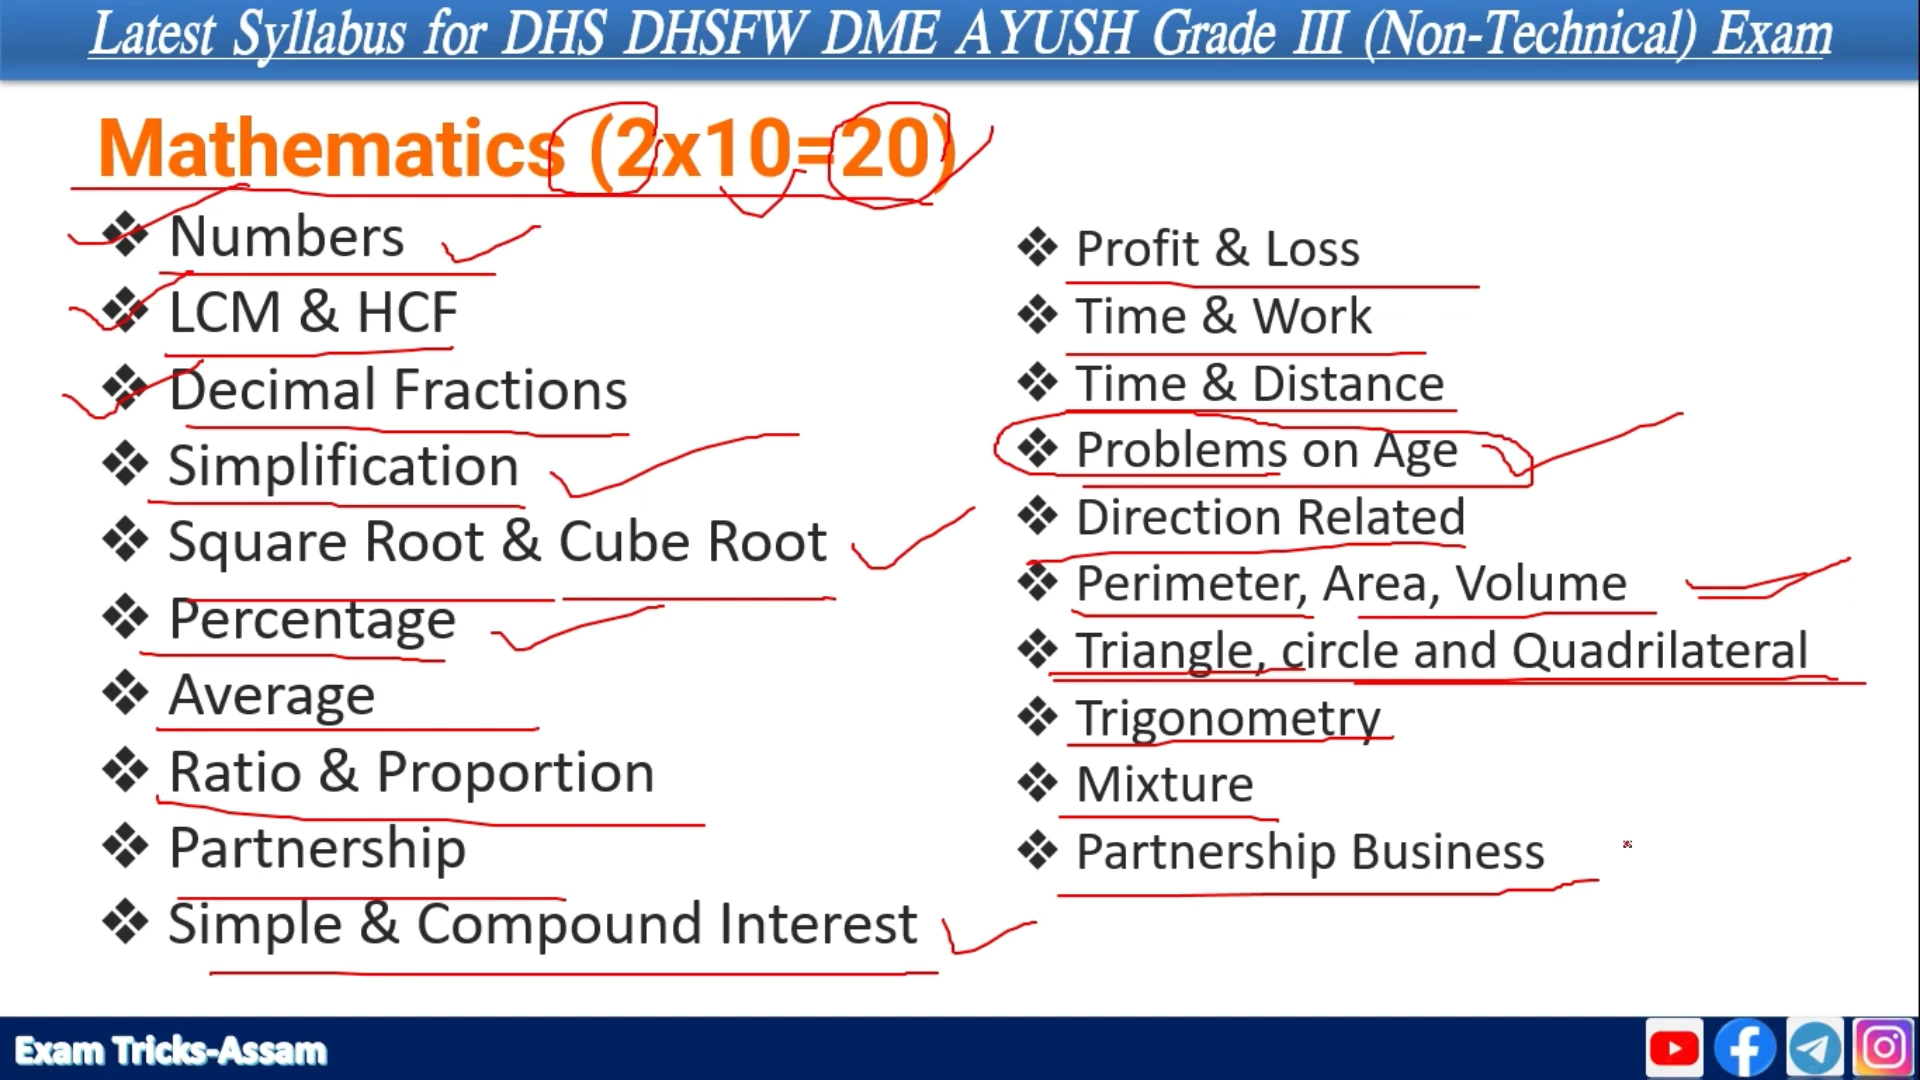 Latest Syllabus for DHS DHSFW DME AYUSH Grade III (Non-Technical) Exam
Mathematics (2x10=20)
Numbers
LCM & HCF
Decimal Fractions
Simplification
Square Root & Cube Root
Percentage
Average
Ratio & Proportion
Partnership
Simple & Compound Interest
Profit & Loss
Time & Work
Time & Distance
Problems on Age
Direction Related
Perimeter, Area, Volume
Triangle, circle and Quadrilateral
Trigonometry
Mixture
Partnership Business
Exam Tricks-Assam